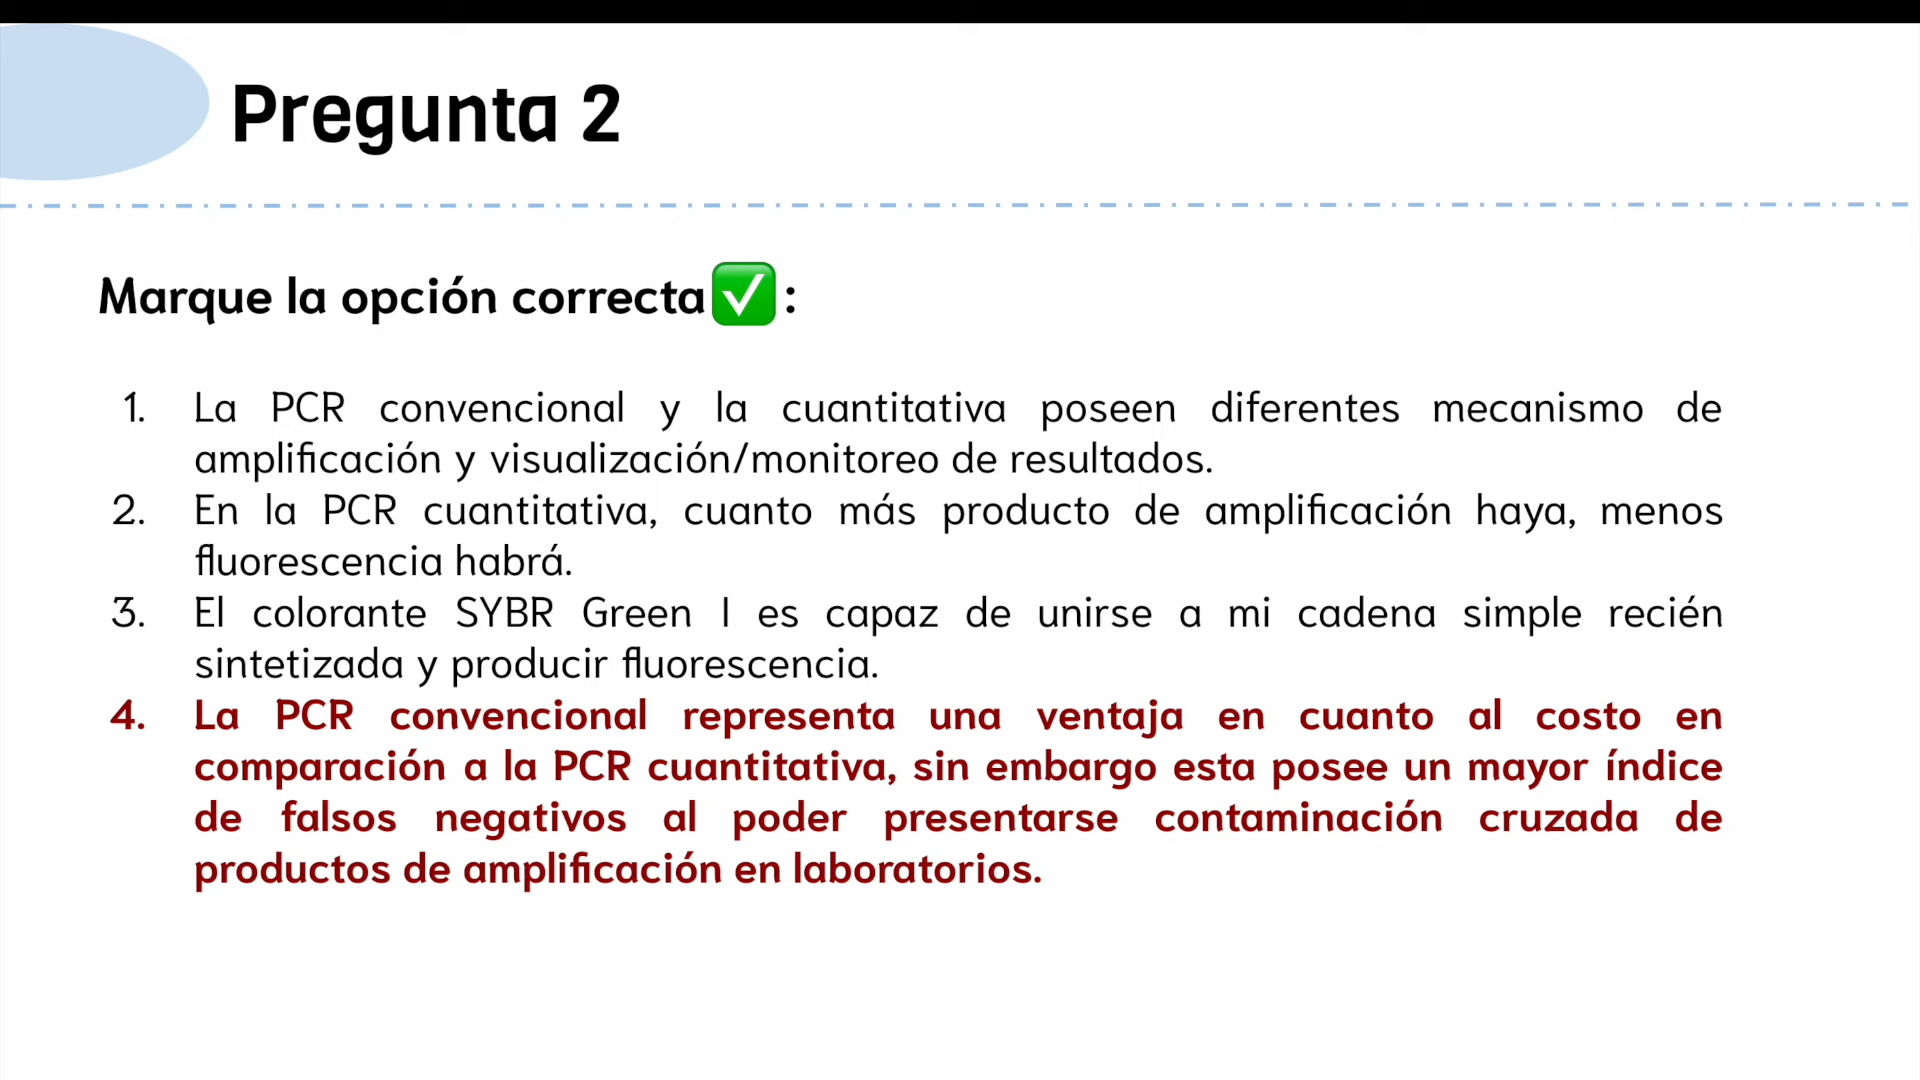 Pregunta 2
Marque la opción correcta✅:
1. La PCR convencional y la cuantitativa poseen diferentes mecanismo de
amplificación y visualización/monitoreo de resultados.
2. En la PCR cuantitativa, cuanto más producto de amplificación haya, menos
fluorescencia habrá.
3. El colorante SYBR Green I es capaz de unirse a mi cadena simple recién
sintetizada y producir fluorescencia.
4. La PCR convencional representa una ventaja en cuanto al costo en
comparación a la PCR cuantitativa, sin embargo esta posee un mayor índice
de falsos negativos al poder presentarse contaminación cruzada de
productos de amplificación en laboratorios.